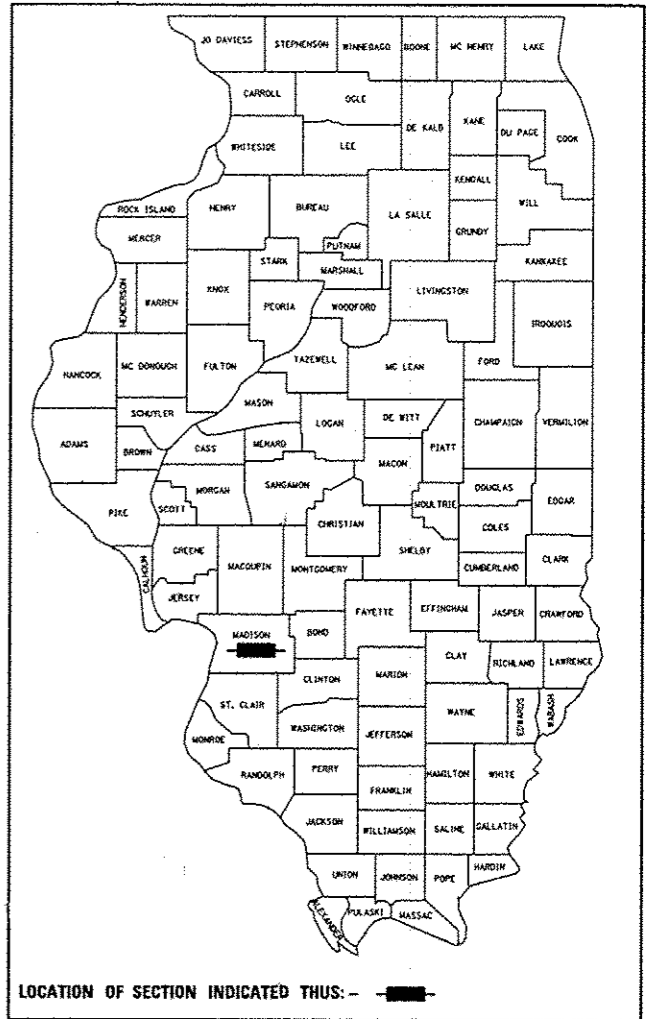 JO DAVIESS STEPHENSON WINNEBAGO BOONE MC HENRY LAKE
CARROLL OGLE DE KALB KANE DU PAGE COOK
WHITESIDE LEE
KENDALL WILL
ROCK ISLAND HENRY BUREAU LA SALLE GRUNDY
MERCER PUTNAM
STARK MARSHALL KANKAKEE
HENDERSON WARREN KNOX PEORIA WOODFORD LIVINGSTON IROQUOIS
HANCOCK MC DONOUGH FULTON TAZEWELL MC LEAN FORD
MASON
SCHUYLER LOGAN DE WITT CHAMPAIGN VERMILION
ADAMS BROWN CASS MENARD PIATT
MACON
MORGAN SANGAMON DOUGLAS
PIKE SCOTT MOULTRIE EDGAR
CHRISTIAN COLES
CALHOUN GREENE MACOUPIN MONTGOMERY SHELBY CUMBERLAND CLARK
JERSEY
FAYETTE EFFINGHAM JASPER CRAWFORD
MADISON BOND
CLAY RICHLAND LAWRENCE
CLINTON MARION
ST. CLAIR WAYNE EDWARDS WABASH
WASHINGTON JEFFERSON
MONROE
RANDOLPH PERRY HAMILTON WHITE
FRANKLIN
JACKSON WILLIAMSON SALINE GALLATIN
UNION JOHNSON POPE HARDIN
ALEXANDER PULASKI MASSAC
LOCATION OF SECTION INDICATED THUS: -